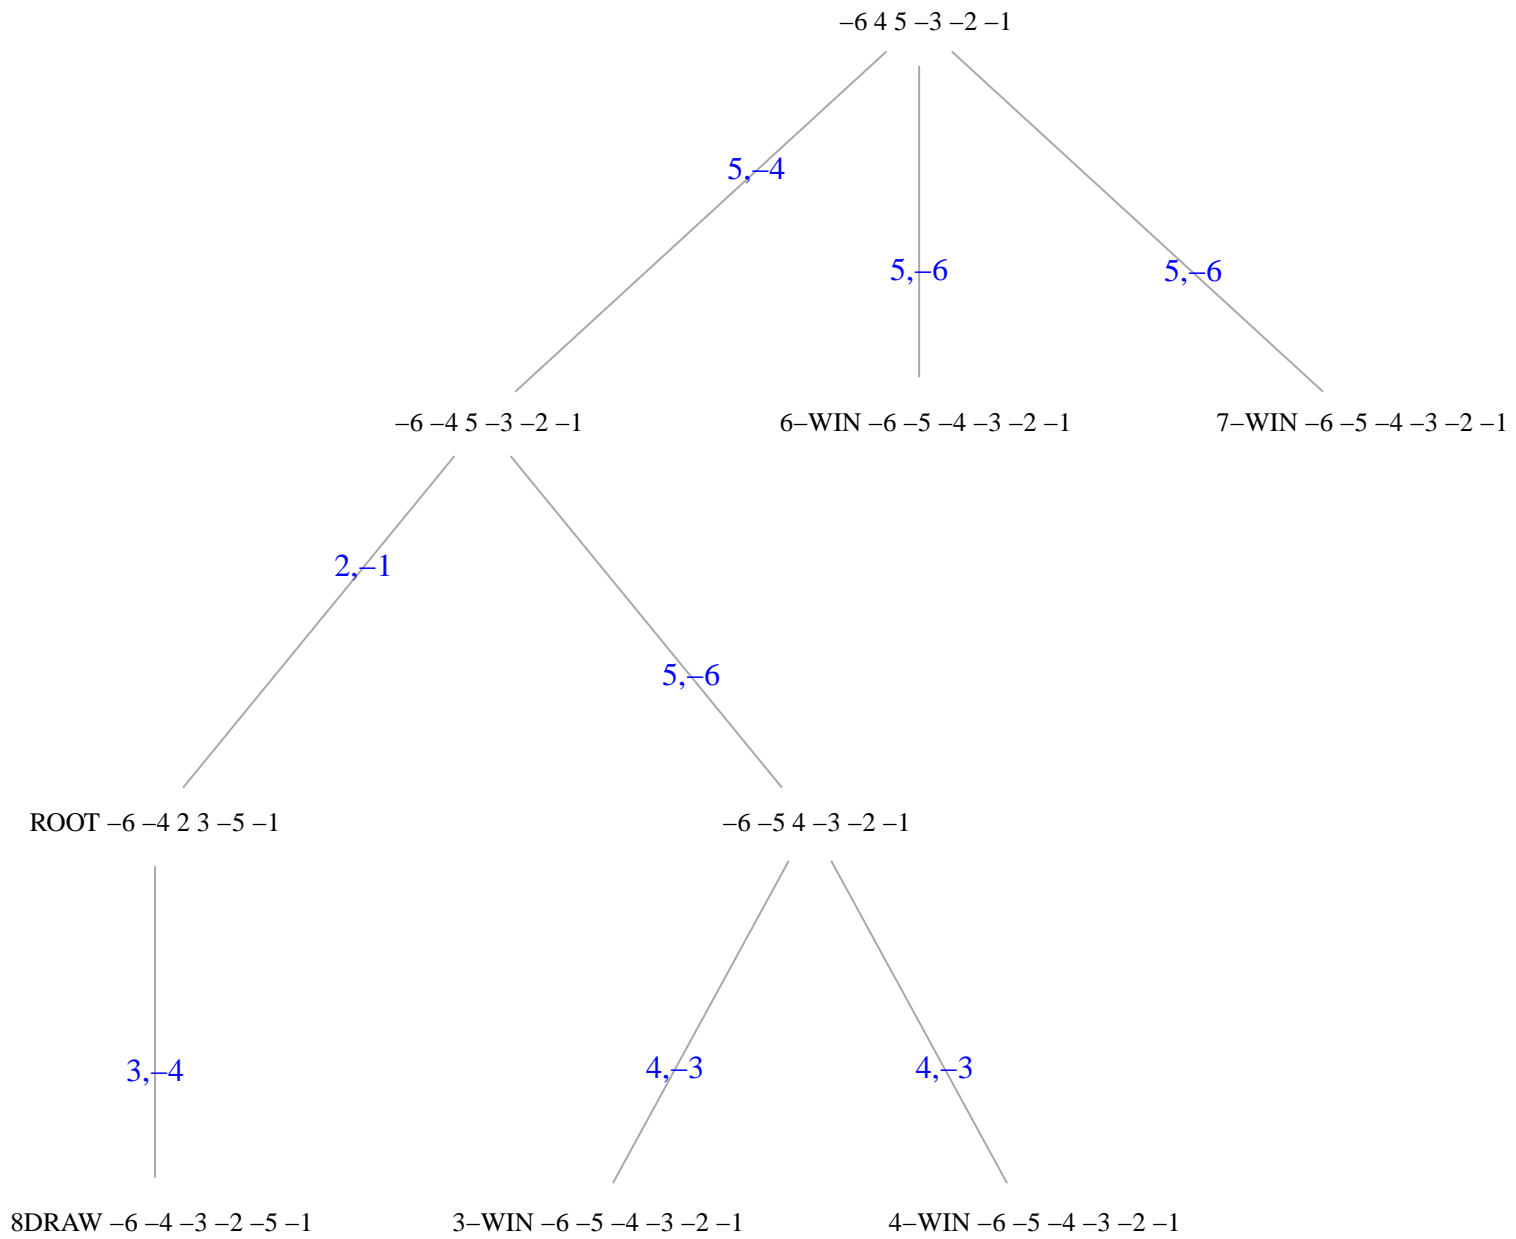 –6 4 5 –3 –2 –1
5,–4
5,–6
5,–6
–6 –4 5 –3 –2 –1
6–WIN –6 –5 –4 –3 –2 –1
7–WIN –6 –5 –4 –3 –2 –1
2,–1
5,–6
ROOT –6 –4 2 3 –5 –1
–6 –5 4 –3 –2 –1
3,–4
4,–3
4,–3
8DRAW –6 –4 –3 –2 –5 –1
3–WIN –6 –5 –4 –3 –2 –1
4–WIN –6 –5 –4 –3 –2 –1